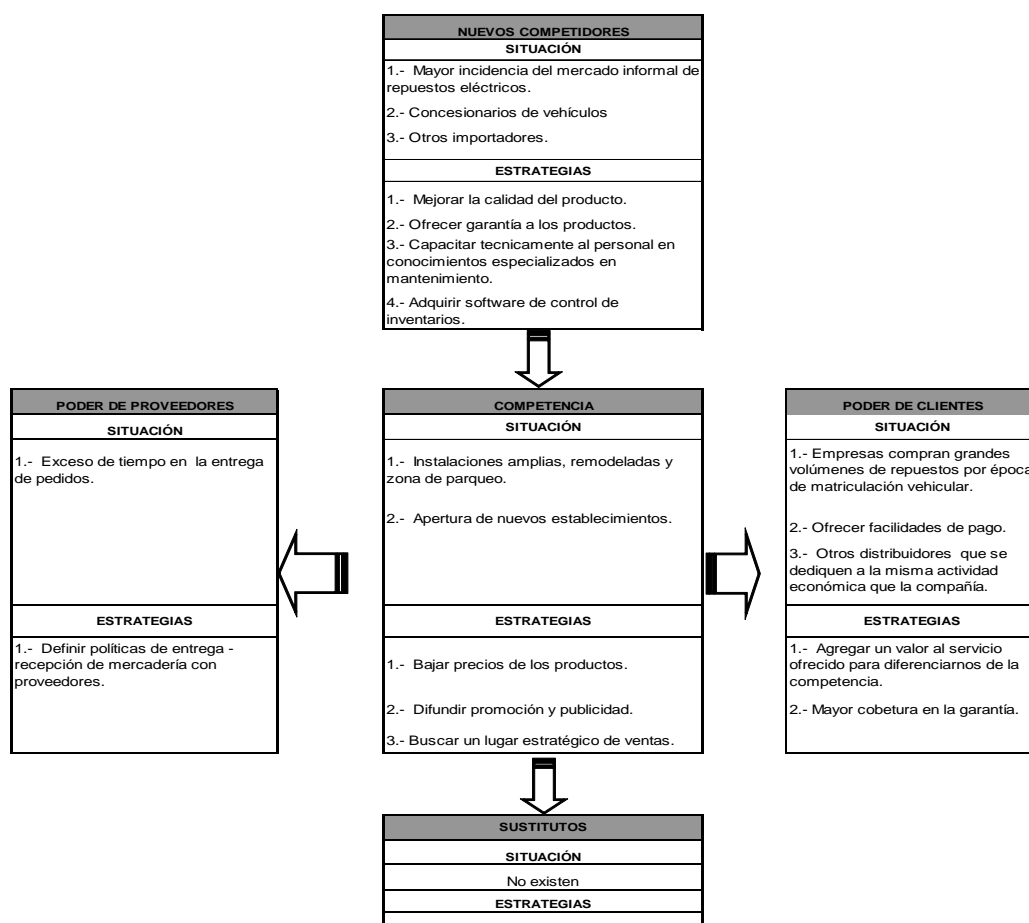 NUEVOS COMPETIDORES
SITUACIÓN
1.- Mayor incidencia del mercado informal de
repuestos eléctricos.
2.- Concesionarios de vehículos
3.- Otros importadores.
ESTRATEGIAS
1.- Mejorar la calidad del producto.
2.- Ofrecer garantía a los productos.
3.- Capacitar tecnicamente al personal en
conocimientos especializados en
mantenimiento.
4.- Adquirir software de control de
inventarios.
PODER DE PROVEEDORES
SITUACIÓN
1.- Exceso de tiempo en la entrega
de pedidos.
ESTRATEGIAS
1.- Definir políticas de entrega -
recepción de mercadería con
proveedores.
COMPETENCIA
SITUACIÓN
1.- Instalaciones amplias, remodeladas y
zona de parqueo.
2.- Apertura de nuevos establecimientos.
ESTRATEGIAS
1.- Bajar precios de los productos.
2.- Difundir promoción y publicidad.
3.- Buscar un lugar estratégico de ventas.
PODER DE CLIENTES
SITUACIÓN
1.- Empresas compran grandes
volúmenes de repuestos por época
de matriculación vehicular.
2.- Ofrecer facilidades de pago.
3.- Otros distribuidores que se
dediquen a la misma actividad
económica que la compañía.
ESTRATEGIAS
1.- Agregar un valor al servicio
ofrecido para diferenciarnos de la
competencia.
2.- Mayor cobetura en la garantía.
SUSTITUTOS
SITUACIÓN
No existen
ESTRATEGIAS